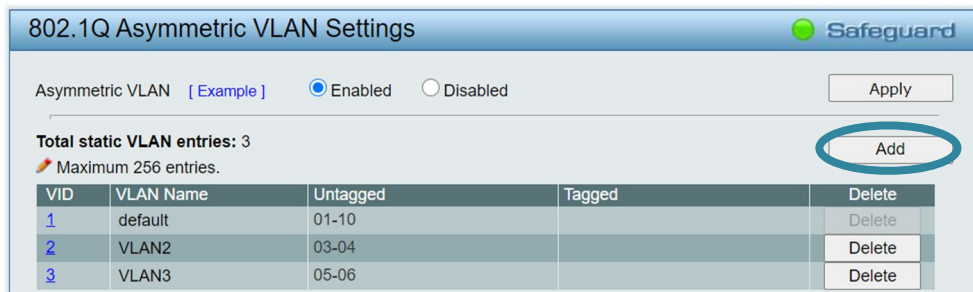 802.1Q Asymmetric VLAN Settings Safeguard
Asymmetric VLAN [ Example ] Enabled Disabled Apply
Total static VLAN entries: 3 Add
Maximum 256 entries.
VID VLAN Name Untagged Tagged Delete
1 default 01-10 Delete
2 VLAN2 03-04 Delete
3 VLAN3 05-06 Delete